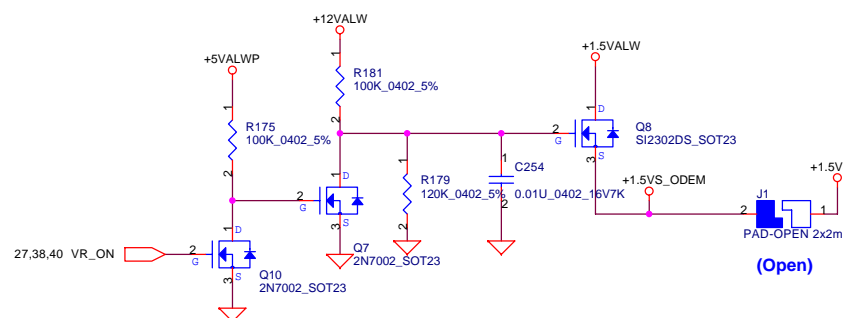 +12VALW
+1.5VALW
+5VALWP
1
R181
100K_0402_5%
2
1
R175
100K_0402_5%
2
1
D
2
G
S
3
Q8
SI2302DS_SOT23
1
D
2
G
S
3
Q7
2N7002_SOT23
1
R179
120K_0402_5%
2
1
C254
0.01U_0402_16V7K
2
+1.5VS_ODEM
+1.5V
J1
2
1
PAD-OPEN 2x2m
(Open)
27,38,40 VR_ON
1
D
2
G
S
3
Q10
2N7002_SOT23